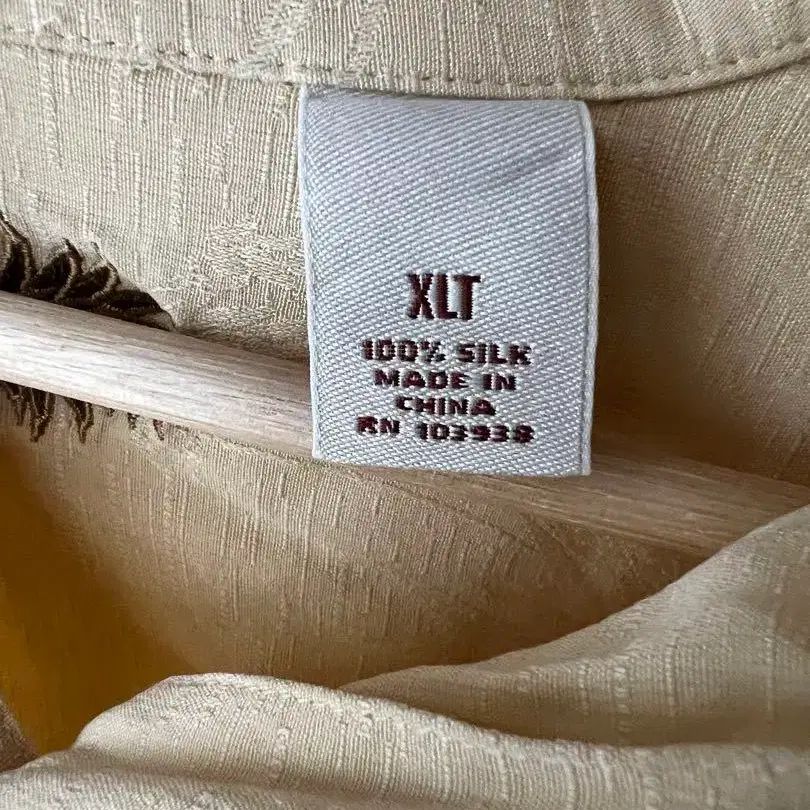 XLT
100% SILK
MADE IN
CHINA
RN 103938